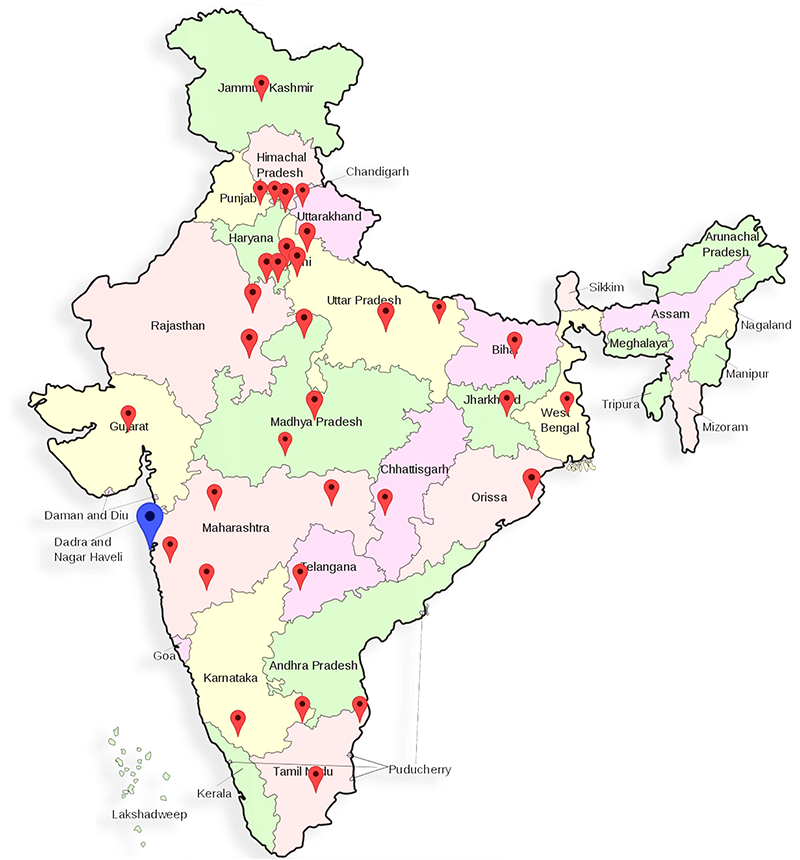 Jammu Kashmir
Himachal
Pradesh
Chandigarh
Punjab
Uttarakhand
Haryana
Arunachal
Pradesh
Sikkim
Uttar Pradesh
Assam
Rajasthan
Nagaland
Meghalaya
Manipur
Jharkhand
Tripura
West
Bengal
Gujarat
Madhya Pradesh
Mizoram
Chhattisgarh
Orissa
Daman and Diu
Maharashtra
Dadra and
Nagar Haveli
Telangana
Goa
Andhra Pradesh
Karnataka
Puducherry
Tamil Nadu
Kerala
Lakshadweep